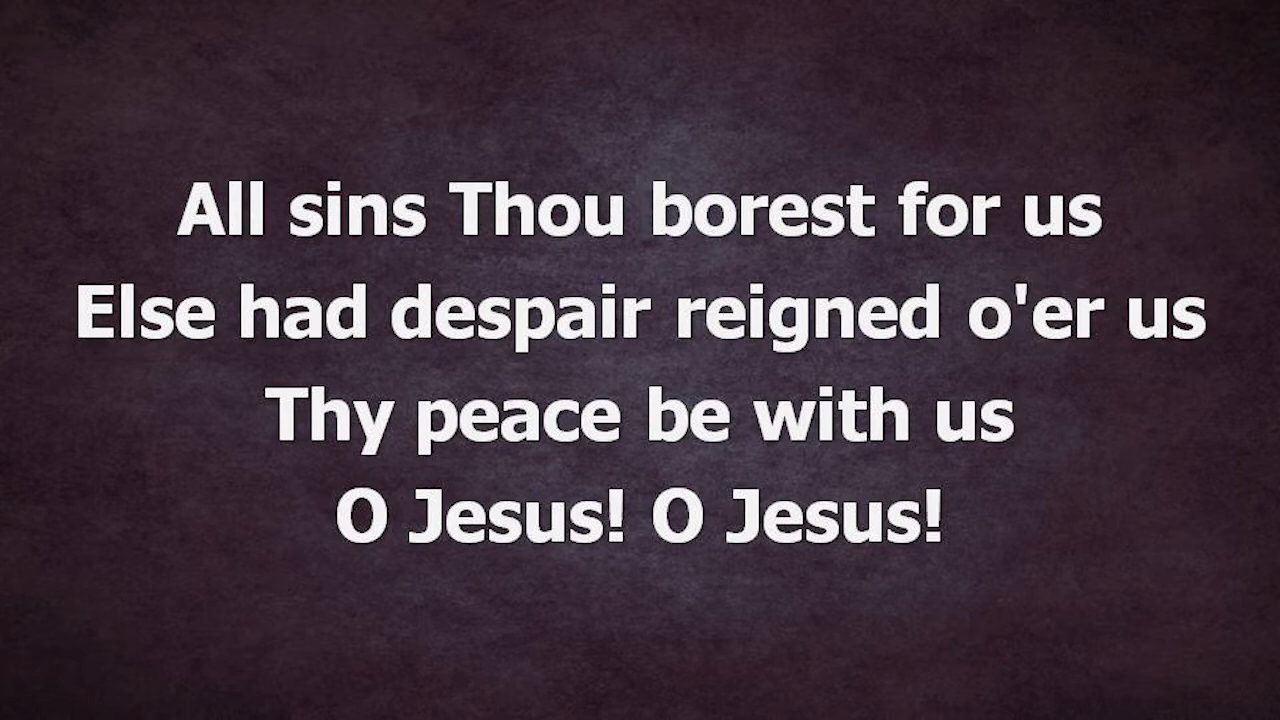 All sins Thou borest for us
Else had despair reigned o'er us
Thy peace be with us
O Jesus! O Jesus!